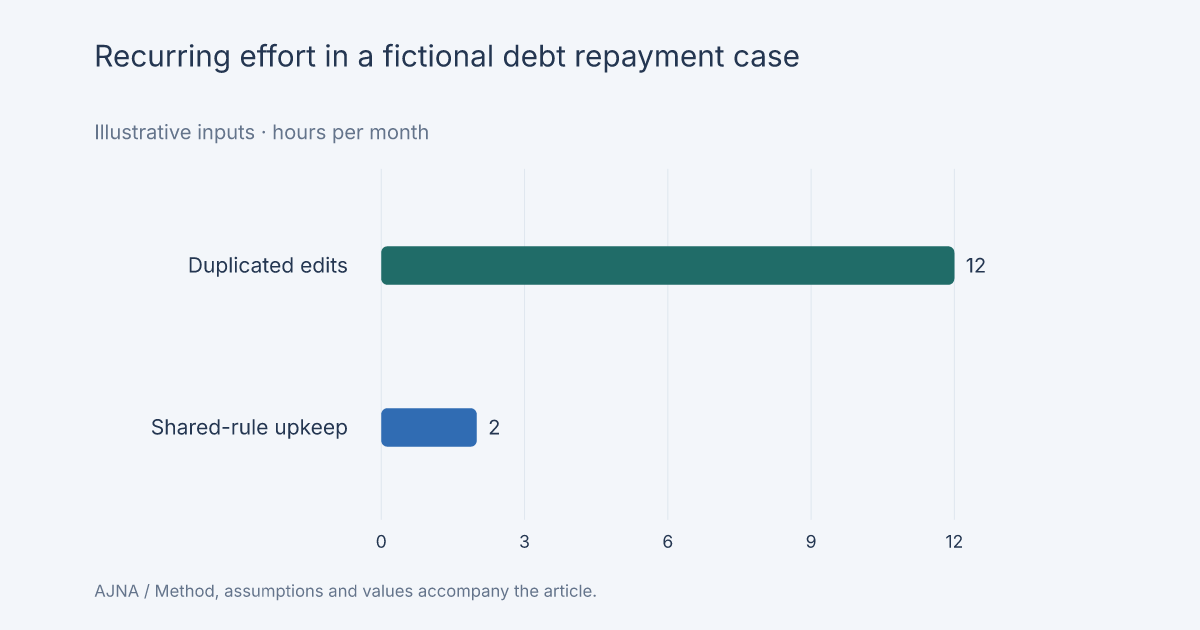 Recurring effort in a fictional debt repayment case
Illustrative inputs · hours per month
Duplicated edits 12
Shared-rule upkeep 2
0 3 6 9 12
AJNA / Method, assumptions and values accompany the article.